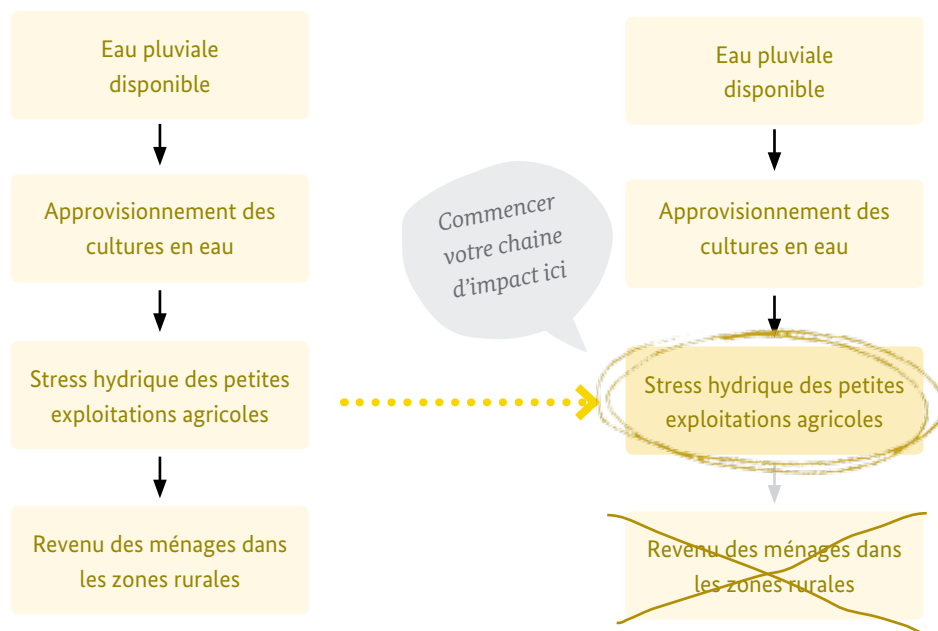 Eau pluviale
disponible
Approvisionnement des
cultures en eau
Stress hydrique des petites
exploitations agricoles
Revenu des ménages dans
les zones rurales
Commencer
votre chaine
d'impact ici
Eau pluviale
disponible
Approvisionnement des
cultures en eau
Stress hydrique des petites
exploitations agricoles
Revenu des ménages dans
les zones rurales